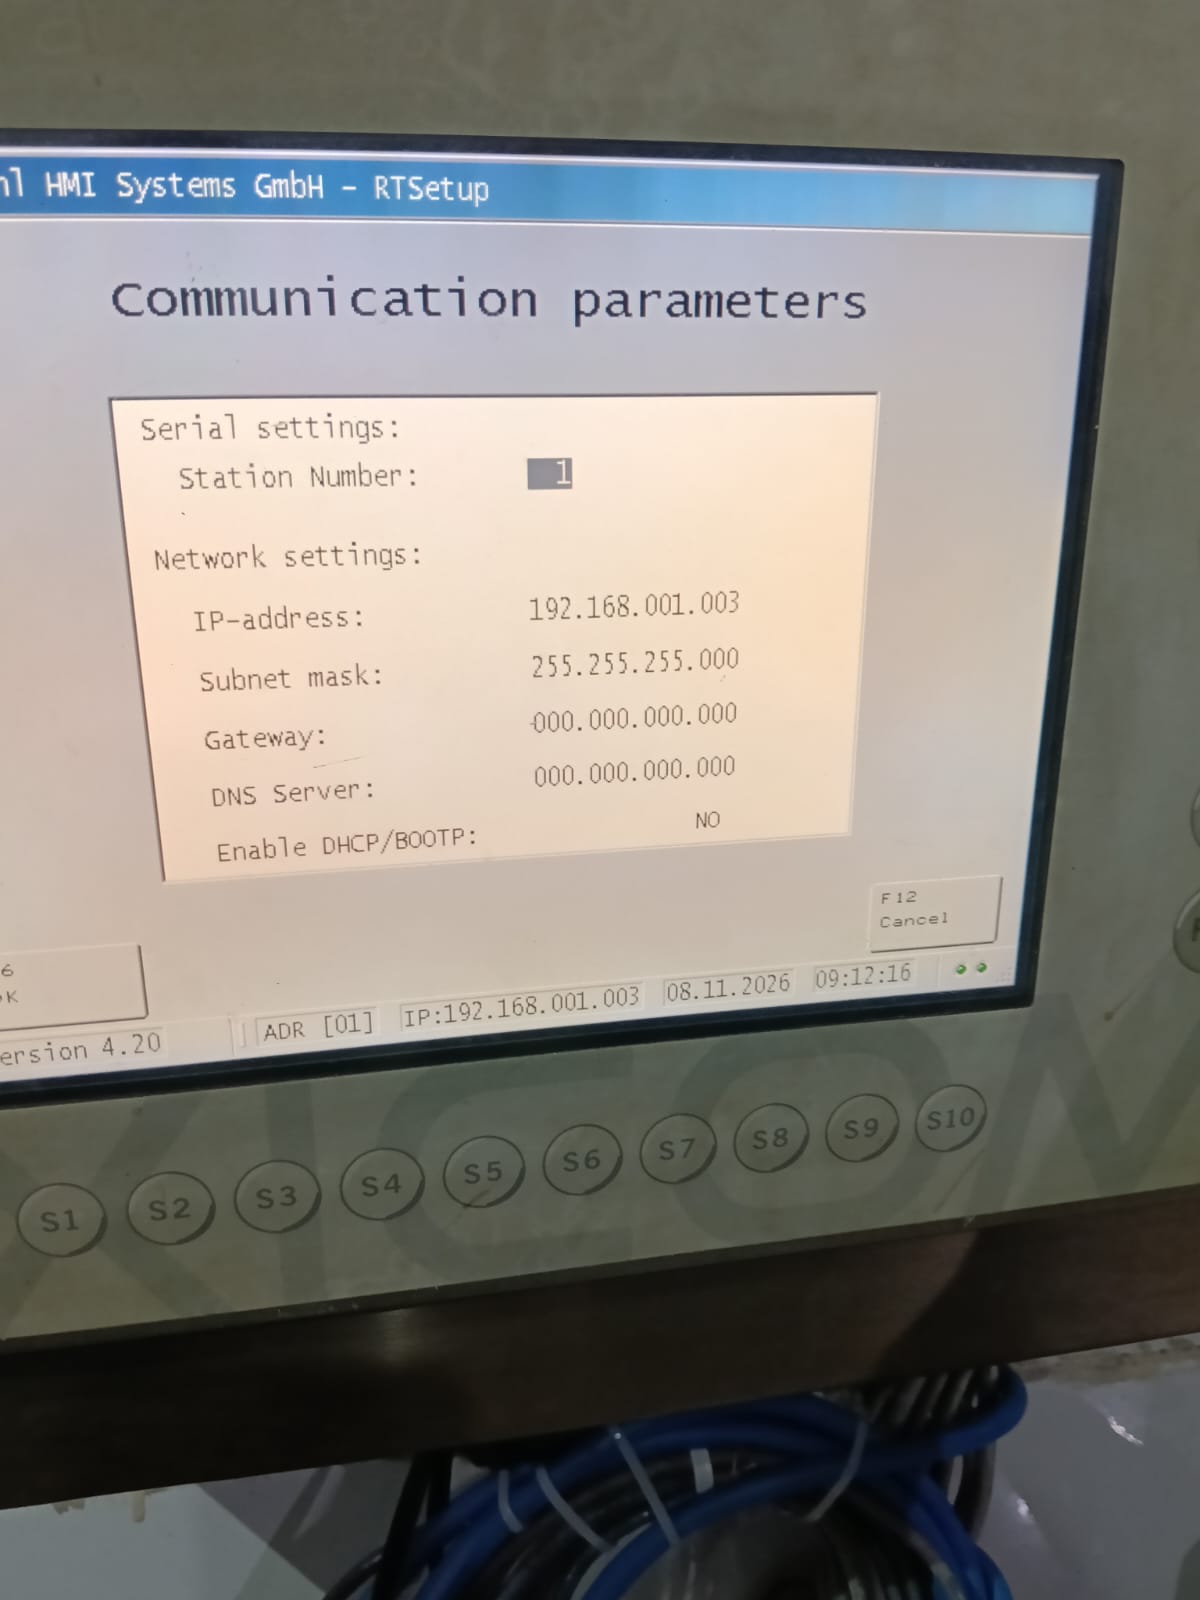 HMI Systems GmbH - RTSetup
Communication parameters
Serial settings:
Station Number: 1
Network settings:
IP-address: 192.168.001.003
Subnet mask: 255.255.255.000
Gateway: 000.000.000.000
DNS Server: 000.000.000.000
Enable DHCP/BOOTP: NO
F12
Cancel
6
K
ersion 4.20 ADR [01] IP:192.168.001.003 08.11.2026 09:12:16
S1 S2 S3 S4 S5 S6 S7 S8 S9 S10